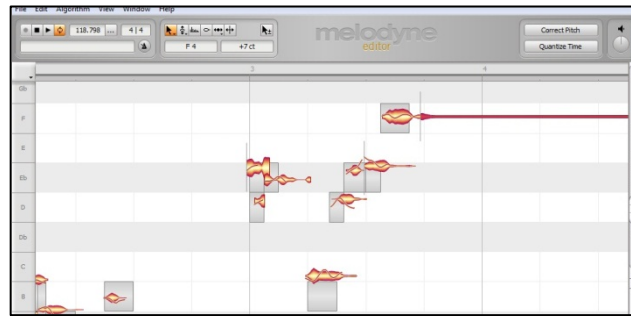 File Edit Algorithm View Window Help
118.798 ... 4|4
F 4 +7 ct
melodyne
editor
Correct Pitch
Quantize Time
3 4
Gb
F
E
Eb
D
Db
C
B